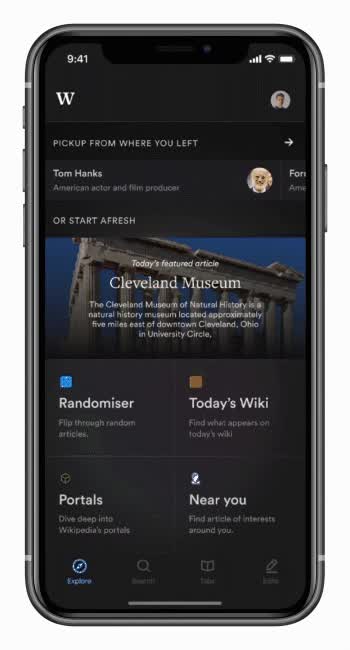 9:41
W
PICKUP FROM WHERE YOU LEFT
Tom Hanks
American actor and film producer
Forr
Ame
OR START AFRESH
Today's featured article
Cleveland Museum
The Cleveland Museum of Natural History is a
natural history museum located approximately
five miles east of downtown Cleveland, Ohio
in University Circle,
Randomiser
Flip through random
articles.
Today's Wiki
Find what appears on
today's wiki
Portals
Dive deep into
Wikipedia's portals
Near you
Find article of interests
around you.
Explore
Search
Tabs
Edits